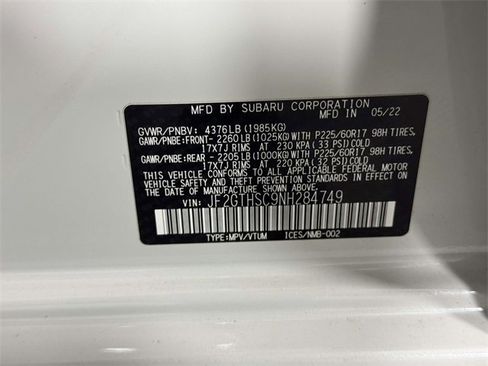 MFD BY SUBARU CORPORATION
MFD IN 05/22
GVWR/PNBV: 4376LB(1985KG)
GAWR/PNBE:FRONT- 2260LB(1025KG)WITH P225/60R17 98H TIRES,
17X7J RIMS, AT 230 KPA (33 PSI)COLD
GAWR/PNBE:REAR - 2205LB(1000KG)WITH P225/60R17 98H TIRES,
17X7J RIMS, AT 220 KPA (32 PSI)COLD
THIS VEHICLE CONFORMS TO ALL APPLICABLE FEDERAL MOTOR
VEHICLE SAFETY, BUMPER, AND THEFT PREVENTION STANDARDS
IN EFFECT ON THE DATE OF MANUFACTURE SHOWN ABOVE.
VIN: JF2GTHSC9NH284749
TYPE:MPV/VTUM ICES/NMB-002